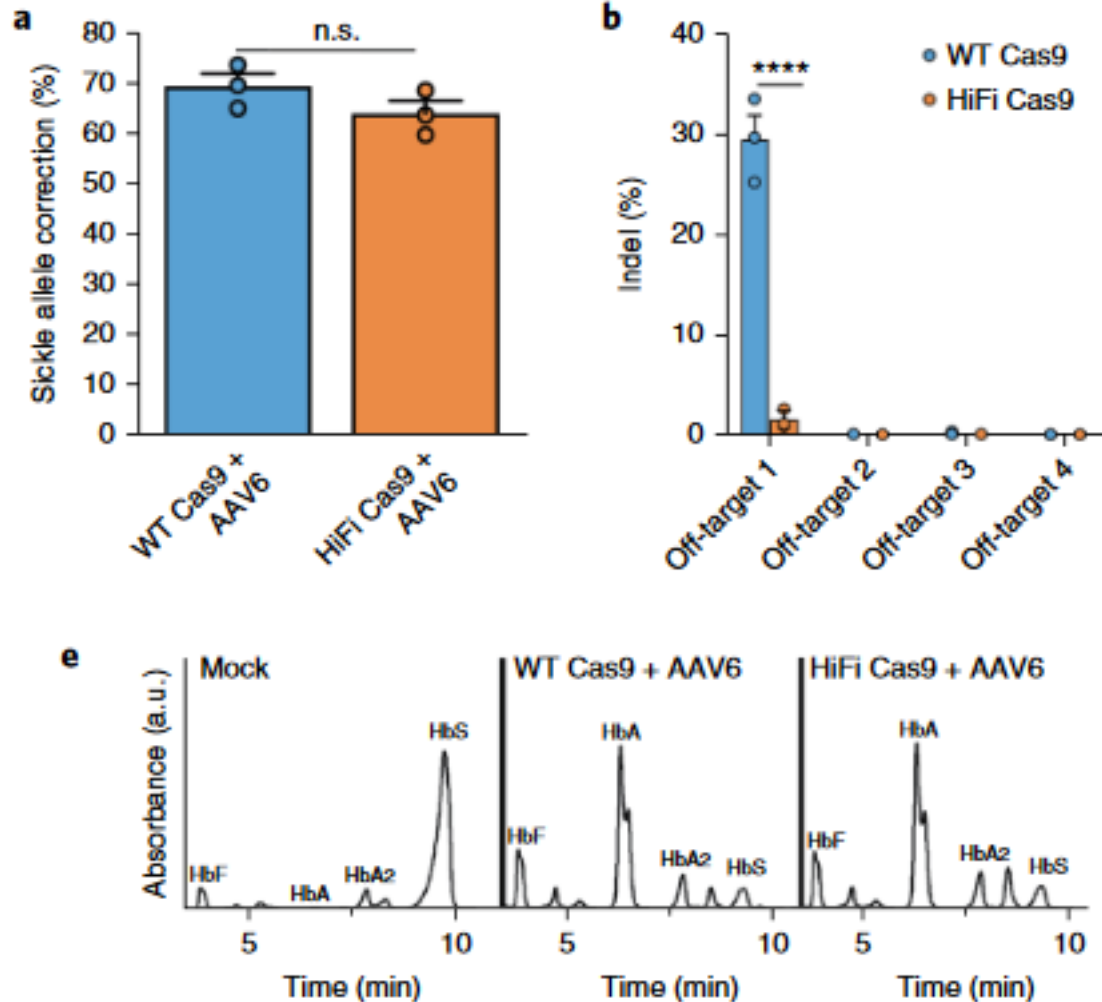 a
n.s.
Sickle allele correction (%)
80
70
60
50
40
30
20
10
0
WT Cas9 +
AAV6
HiFi Cas9 +
AAV6
b
WT Cas9
HiFi Cas9
****
Indel (%)
40
30
20
10
0
Off-target 1
Off-target 2
Off-target 3
Off-target 4
e
Absorbance (a.u.)
Mock
HbF
HbA
HbA2
HbS
5
10
Time (min)
WT Cas9 + AAV6
HbF
HbA
HbA2
HbS
5
10
Time (min)
HiFi Cas9 + AAV6
HbF
HbA
HbA2
HbS
5
10
Time (min)